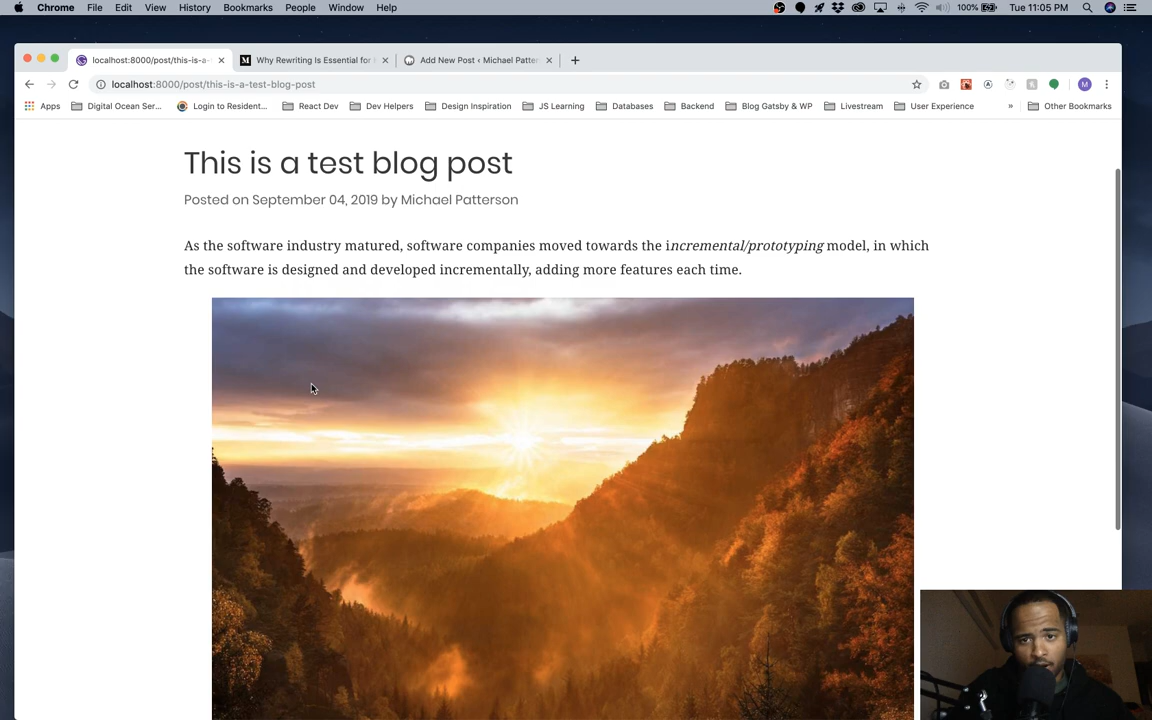 Chrome File Edit View History Bookmarks People Window Help 100% Tue 11:05 PM
localhost:8000/post/this-is-a- Why Rewriting Is Essential for Add New Post ‹ Michael Patter
localhost:8000/post/this-is-a-test-blog-post
Apps Digital Ocean Ser... Login to Resident... React Dev Dev Helpers Design Inspiration JS Learning Databases Backend Blog Gatsby & WP Livestream User Experience » Other Bookmarks
This is a test blog post
Posted on September 04, 2019 by Michael Patterson
As the software industry matured, software companies moved towards the incremental/prototyping model, in which
the software is designed and developed incrementally, adding more features each time.